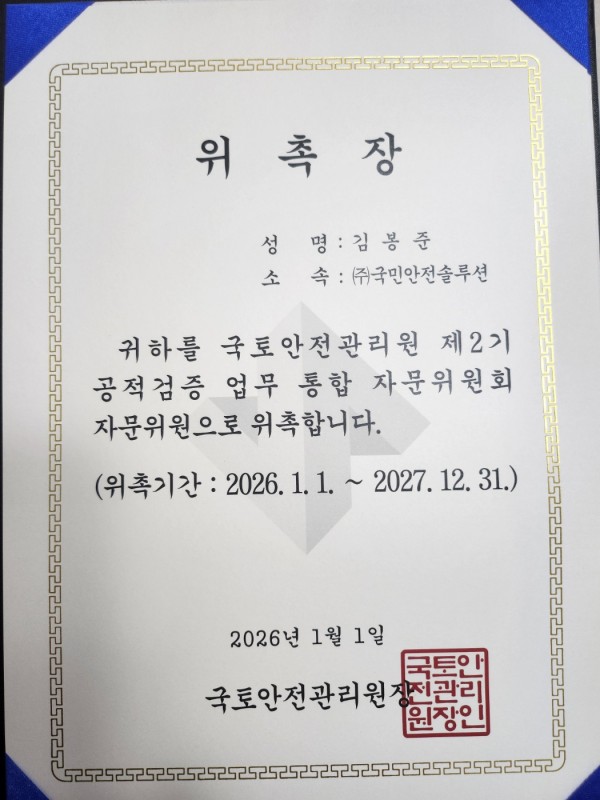 위 촉 장
성 명 : 김 봉 준
소 속 : ㈜국민안전솔루션
귀하를 국토안전관리원 제2기
공적검증 업무 통합 자문위원회
자문위원으로 위촉합니다.
(위촉기간 : 2026. 1. 1. ~ 2027. 12. 31.)
2026년 1월 1일
국토안전관리원장
국토안
전관리
원장인